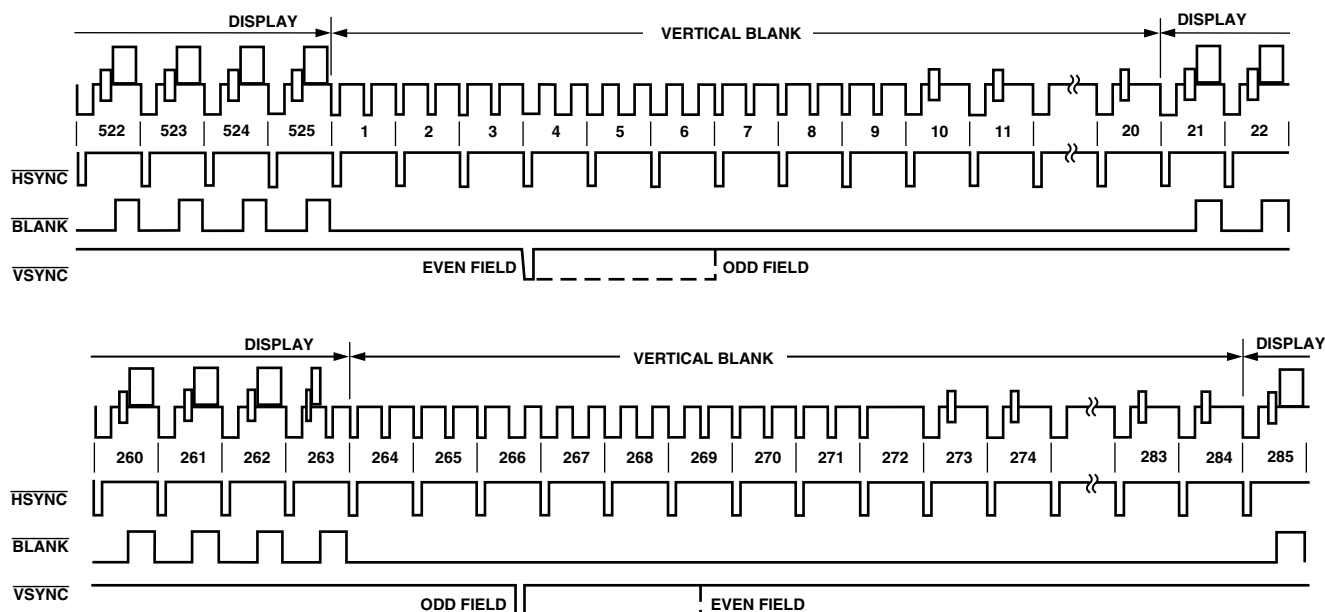 DISPLAY VERTICAL BLANK DISPLAY
522 523 524 525 1 2 3 4 5 6 7 8 9 10 11 20 21 22
HSYNC
BLANK
EVEN FIELD ODD FIELD
VSYNC
DISPLAY VERTICAL BLANK DISPLAY
260 261 262 263 264 265 266 267 268 269 270 271 272 273 274 283 284 285
HSYNC
BLANK
VSYNC ODD FIELD EVEN FIELD